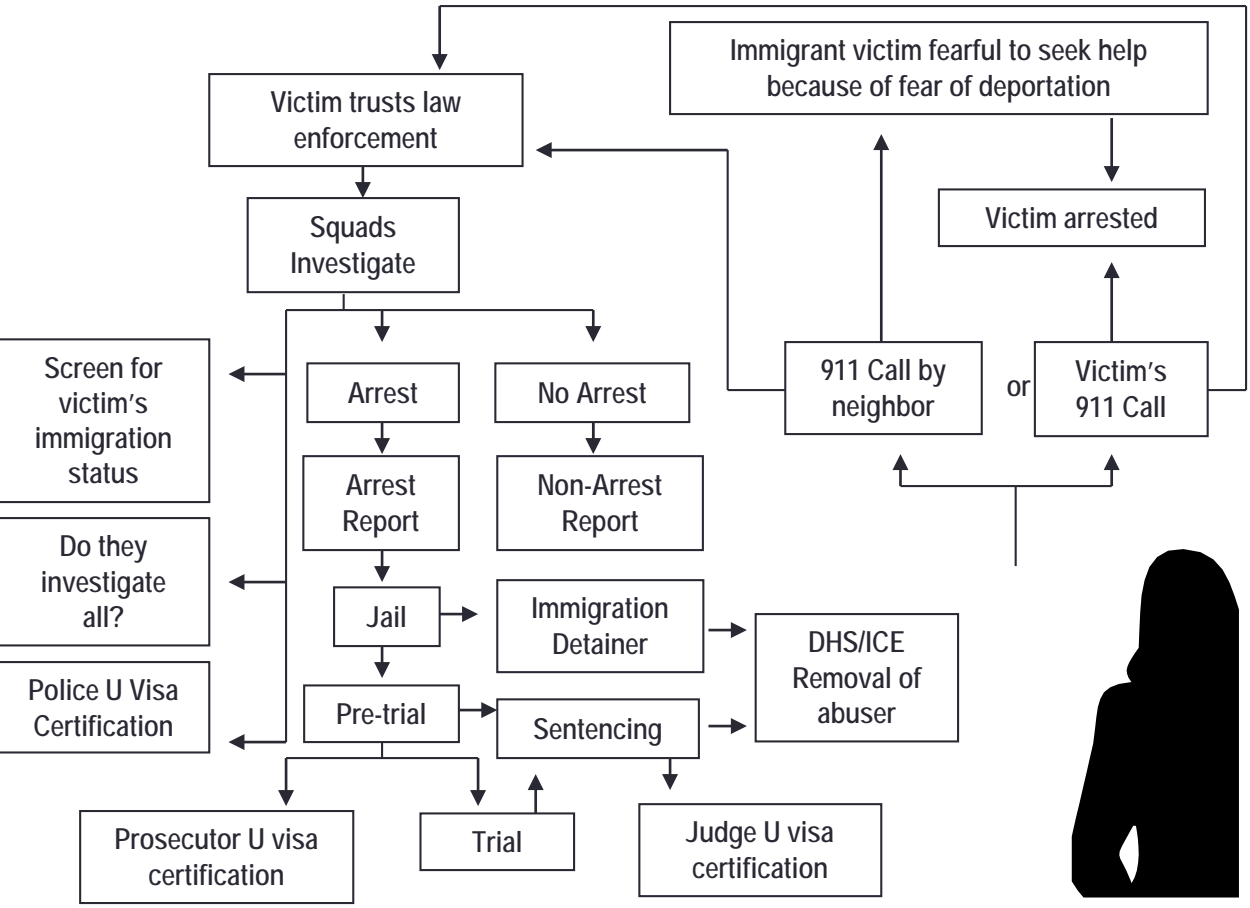 Immigrant victim fearful to seek help
because of fear of deportation
Victim trusts law
enforcement
Victim arrested
Squads
Investigate
911 Call by
neighbor
or
Victim's
911 Call
Screen for
victim's
immigration
status
Arrest
No Arrest
Arrest
Report
Non-Arrest
Report
Do they
investigate
all?
Jail
Immigration
Detainer
DHS/ICE
Removal of
abuser
Police U Visa
Certification
Pre-trial
Sentencing
Prosecutor U visa
certification
Trial
Judge U visa
certification